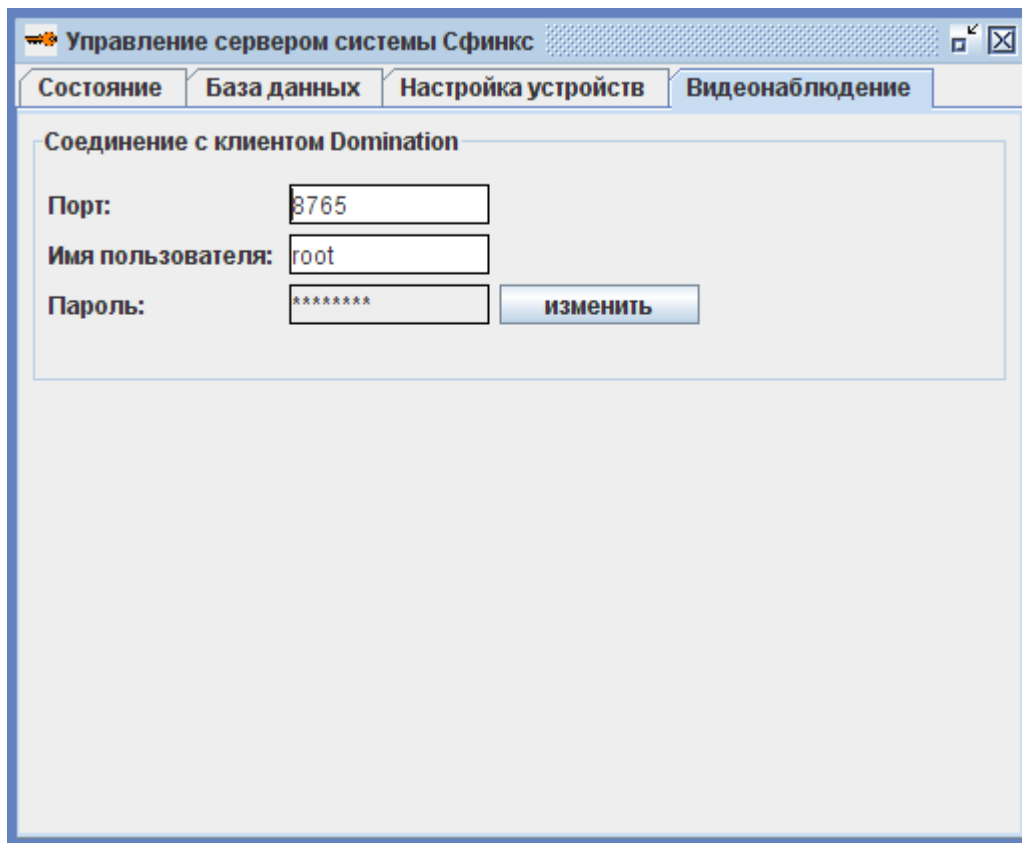 Управление сервером системы Сфинкс
Состояние База данных Настройка устройств Видеонаблюдение
Соединение с клиентом Domination
Порт: 8765
Имя пользователя: root
Пароль: ******** изменить